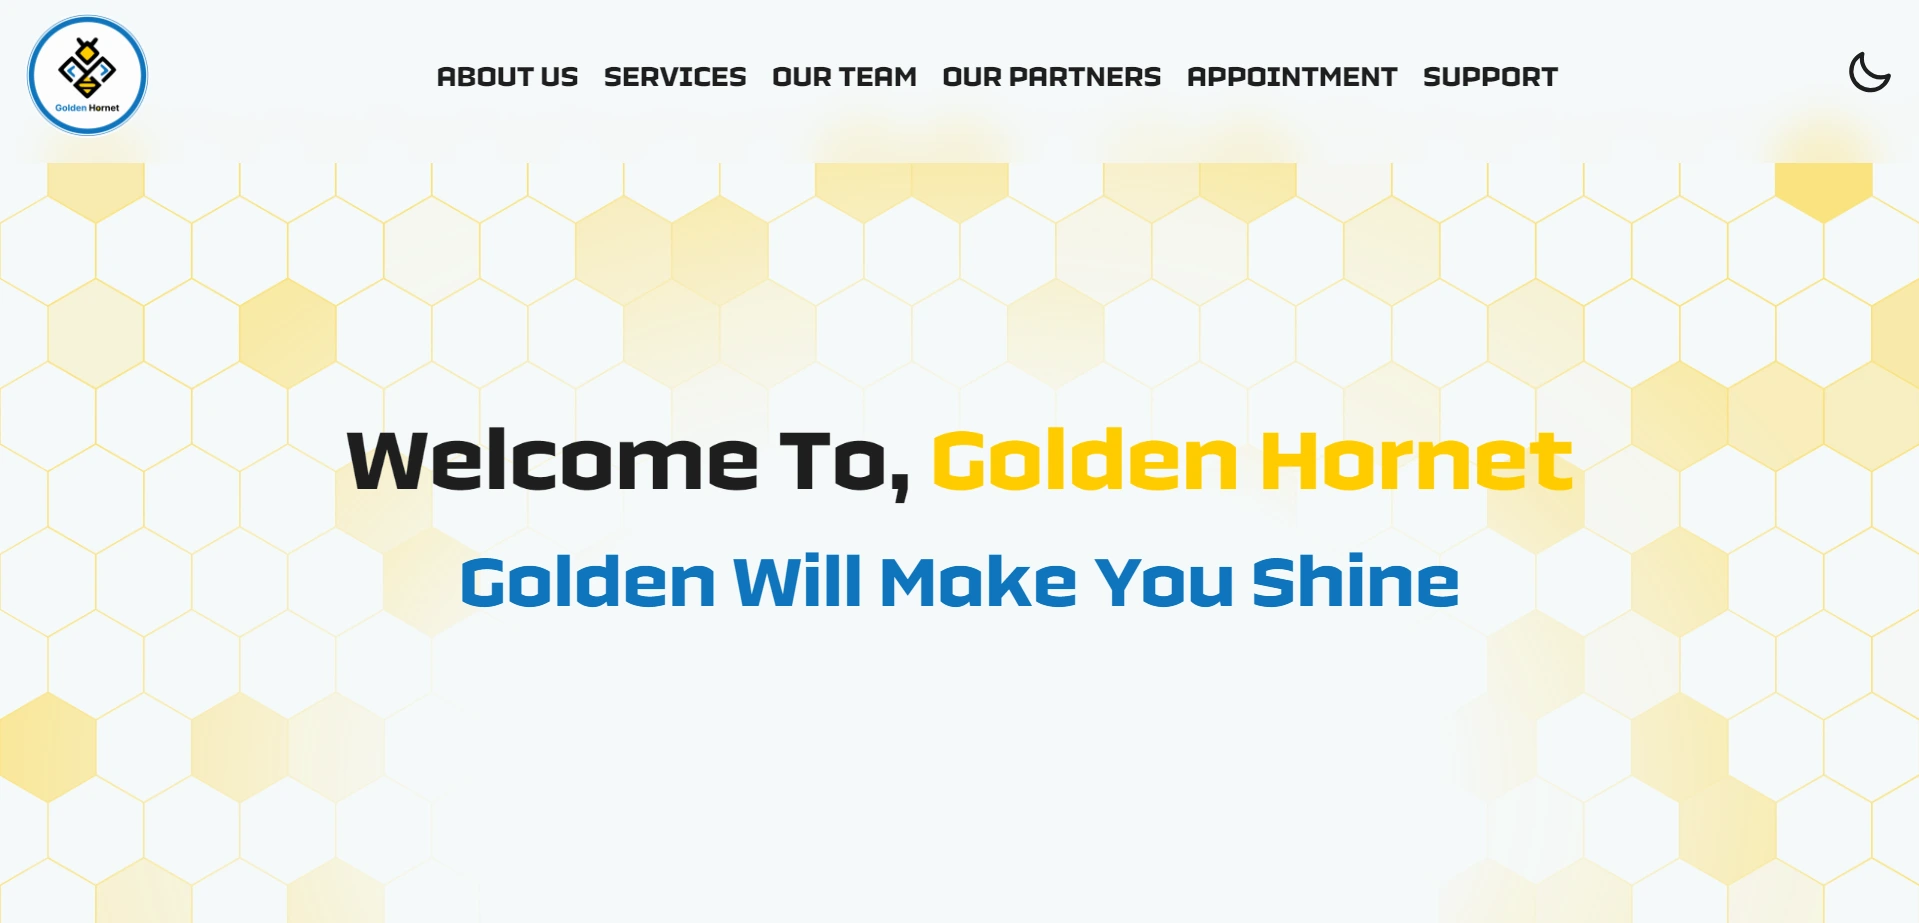 Golden Hornet
ABOUT US SERVICES OUR TEAM OUR PARTNERS APPOINTMENT SUPPORT
Welcome To, Golden Hornet
Golden Will Make You Shine